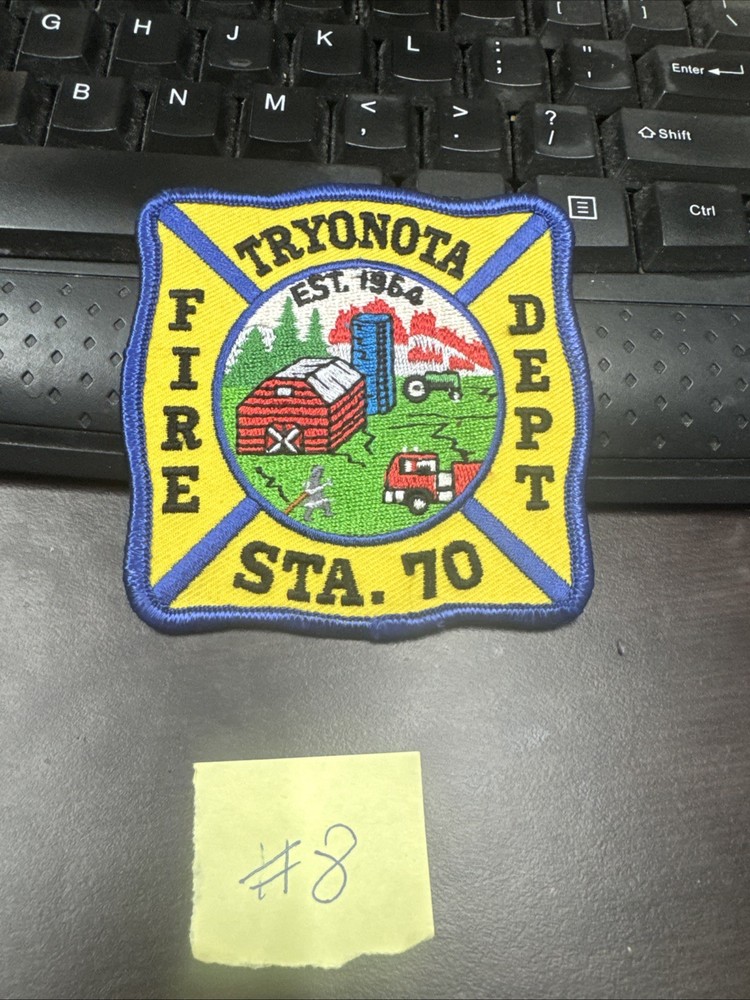 G H J K L : ; " ' Enter
B N M < , > . ? / Shift
Ctrl
TRYONOTA
EST. 1964
FIRE
DEPT
STA. 70
#8